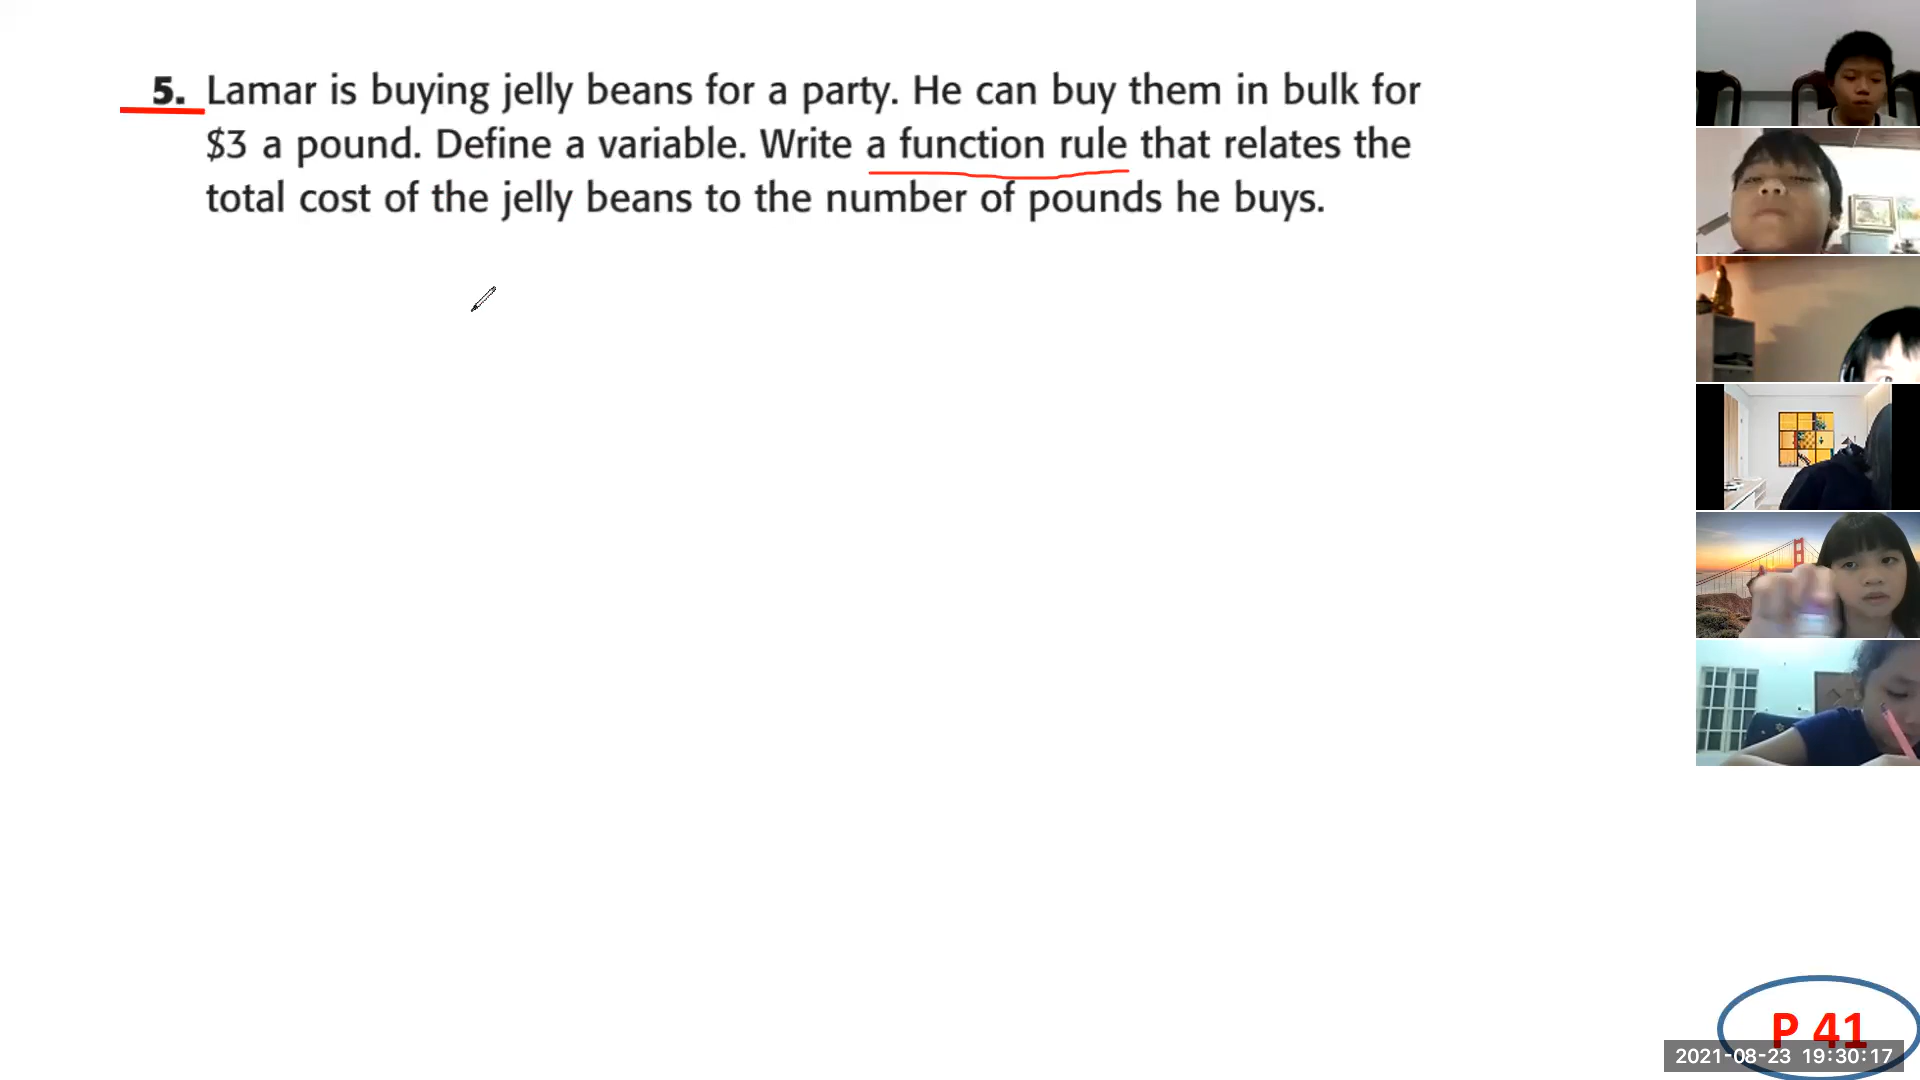 5. Lamar is buying jelly beans for a party. He can buy them in bulk for
$3 a pound. Define a variable. Write a function rule that relates the
total cost of the jelly beans to the number of pounds he buys.
P 41
2021-08-23 19:30:17